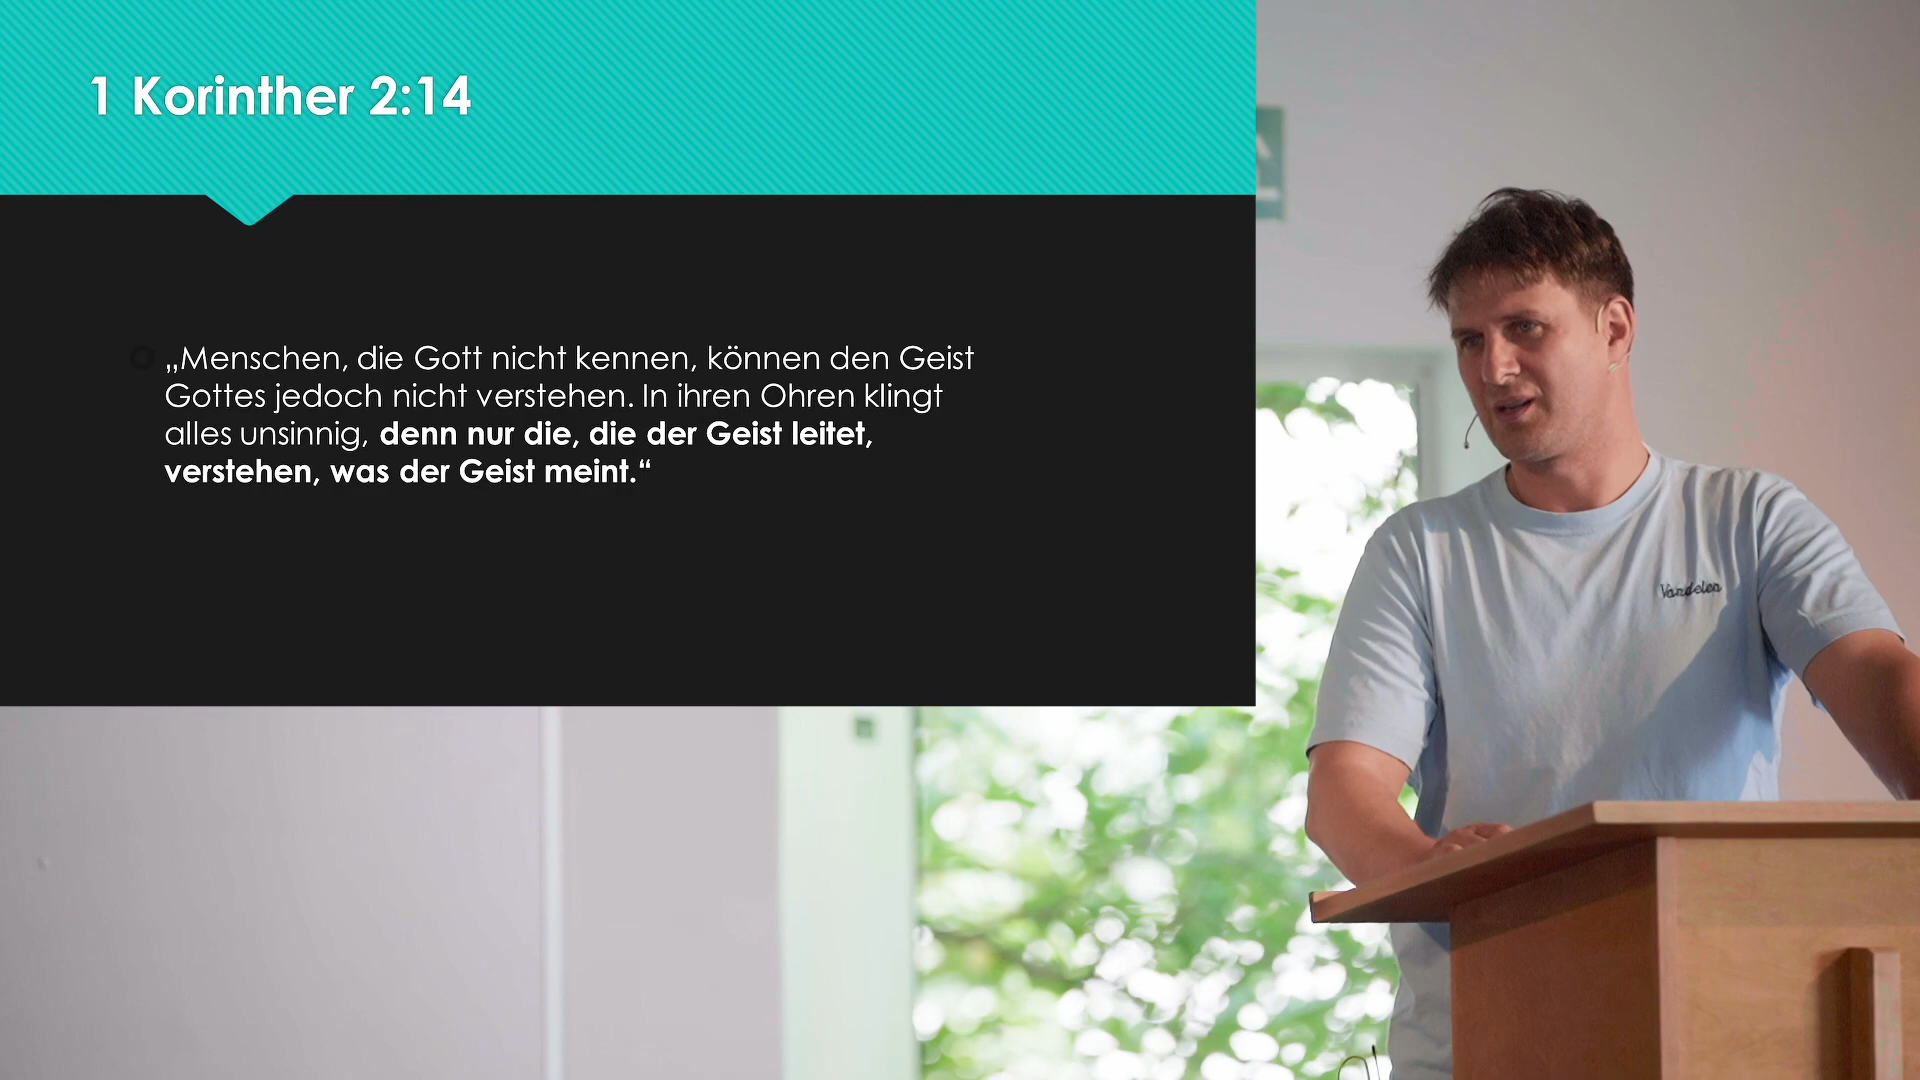 1 Korinther 2:14
„Menschen, die Gott nicht kennen, können den Geist
Gottes jedoch nicht verstehen. In ihren Ohren klingt
alles unsinnig, denn nur die, die der Geist leitet,
verstehen, was der Geist meint.“
Vandelea